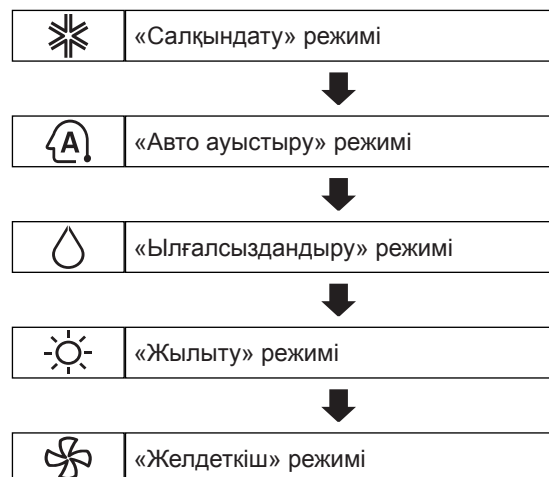 «Салқындату» режимі
A
«Авто ауыстыру» режимі
«Ылғалсыздандыру» режимі
«Жылыту» режимі
«Желдеткіш» режимі